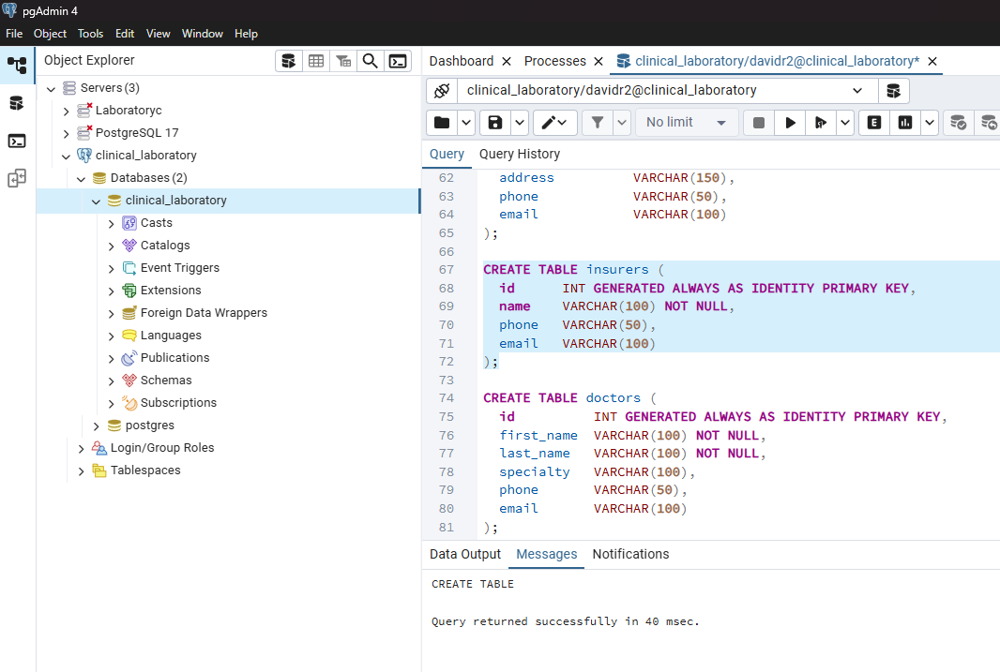 pgAdmin 4
File Object Tools Edit View Window Help
Object Explorer
Servers (3)
Laboratoryc
PostgreSQL 17
clinical_laboratory
Databases (2)
clinical_laboratory
Casts
Catalogs
Event Triggers
Extensions
Foreign Data Wrappers
Languages
Publications
Schemas
Subscriptions
postgres
Login/Group Roles
Tablespaces
Dashboard Processes clinical_laboratory/davidr2@clinical_laboratory*
clinical_laboratory/davidr2@clinical_laboratory
No limit E
Query Query History
62 address VARCHAR(150),
63 phone VARCHAR(50),
64 email VARCHAR(100)
65 );
66
67 CREATE TABLE insurers (
68 id INT GENERATED ALWAYS AS IDENTITY PRIMARY KEY,
69 name VARCHAR(100) NOT NULL,
70 phone VARCHAR(50),
71 email VARCHAR(100)
72 );
73
74 CREATE TABLE doctors (
75 id INT GENERATED ALWAYS AS IDENTITY PRIMARY KEY,
76 first_name VARCHAR(100) NOT NULL,
77 last_name VARCHAR(100) NOT NULL,
78 specialty VARCHAR(100),
79 phone VARCHAR(50),
80 email VARCHAR(100)
81 );
Data Output Messages Notifications
CREATE TABLE
Query returned successfully in 40 msec.